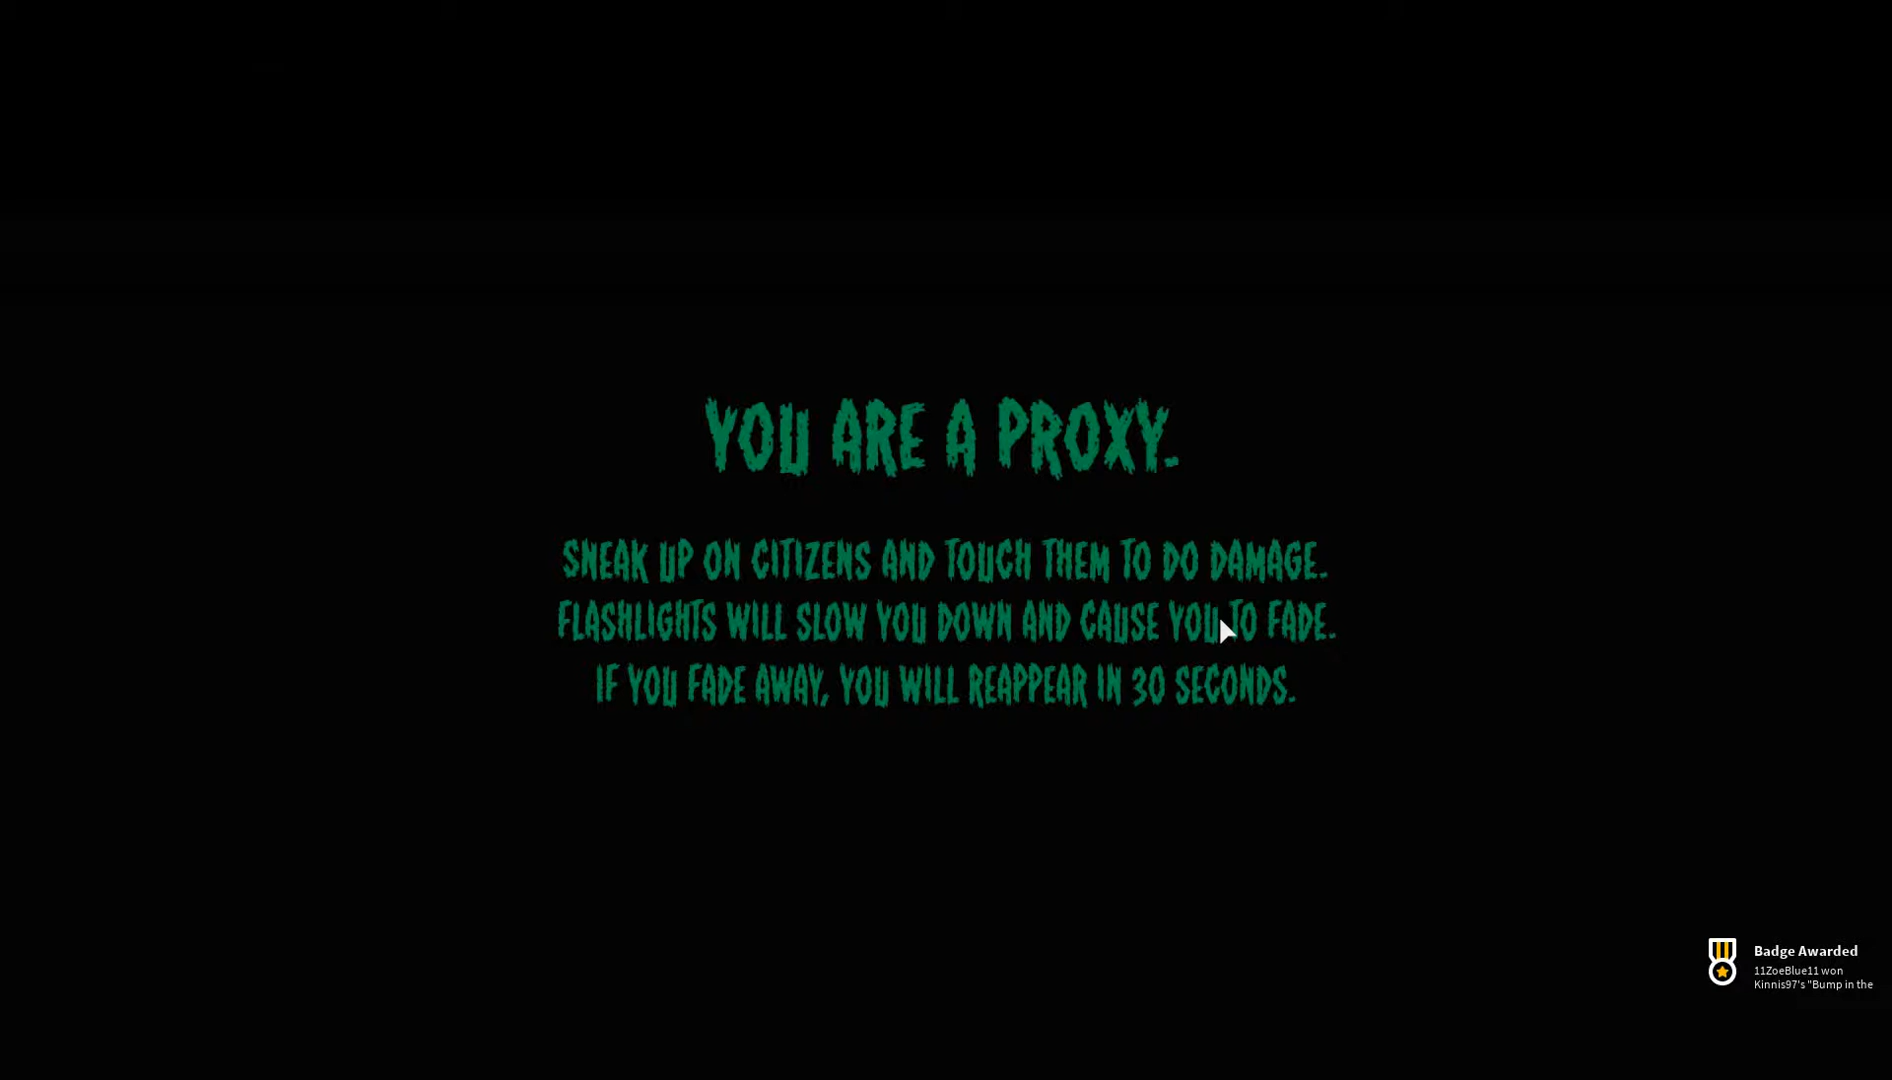 YOU ARE A PROXY.
SNEAK UP ON CITIZENS AND TOUCH THEM TO DO DAMAGE.
FLASHLIGHTS WILL SLOW YOU DOWN AND CAUSE YOU TO FADE.
IF YOU FADE AWAY, YOU WILL REAPPEAR IN 30 SECONDS.
Badge Awarded
11ZoeBlue11 won
Kinnis97's "Bump in the